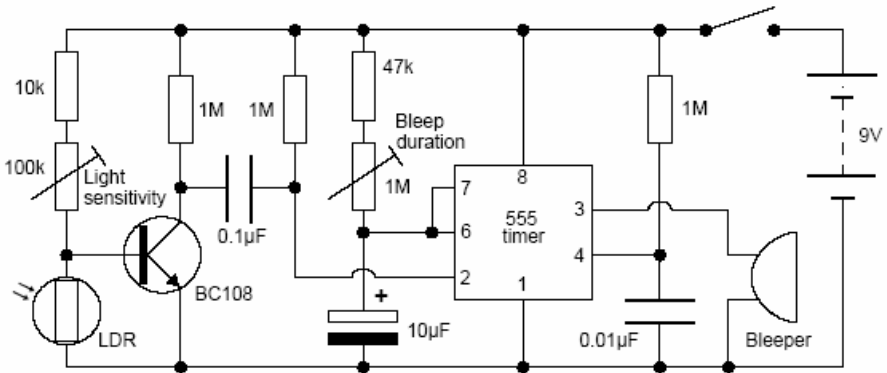 10k
100k
Light
sensitivity
LDR
1M
BC108
0.1µF
1M
47k
Bleep
duration
1M
+
10µF
7
6
2
8
555
timer
1
3
4
1M
0.01µF
Bleeper
9V